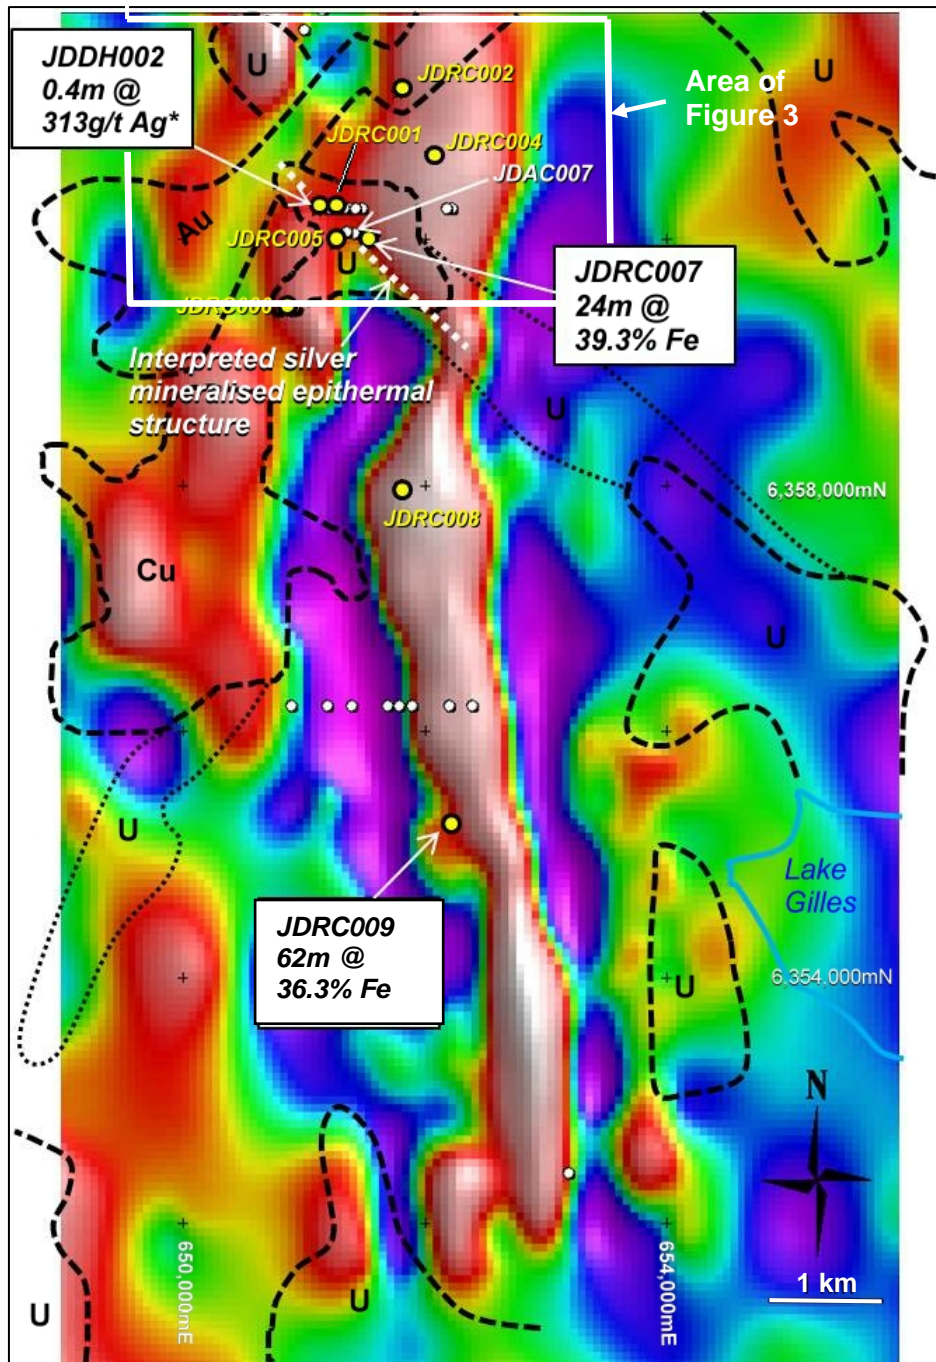 JDDH002
0.4m @
313g/t Ag*
U
JDRC002
U
Area of
Figure 3
JDRC001
JDRC004
JDAC007
Au
JDRC005
U
JDRC007
24m @
39.3% Fe
Interpreted silver
mineralised epithermal
structure
U
6,358,000mN
JDRC008
Cu
U
U
Lake
Gilles
JDRC009
62m @
36.3% Fe
6,354,000mN
U
N
650,000mE
654,000mE
1 km
U
U